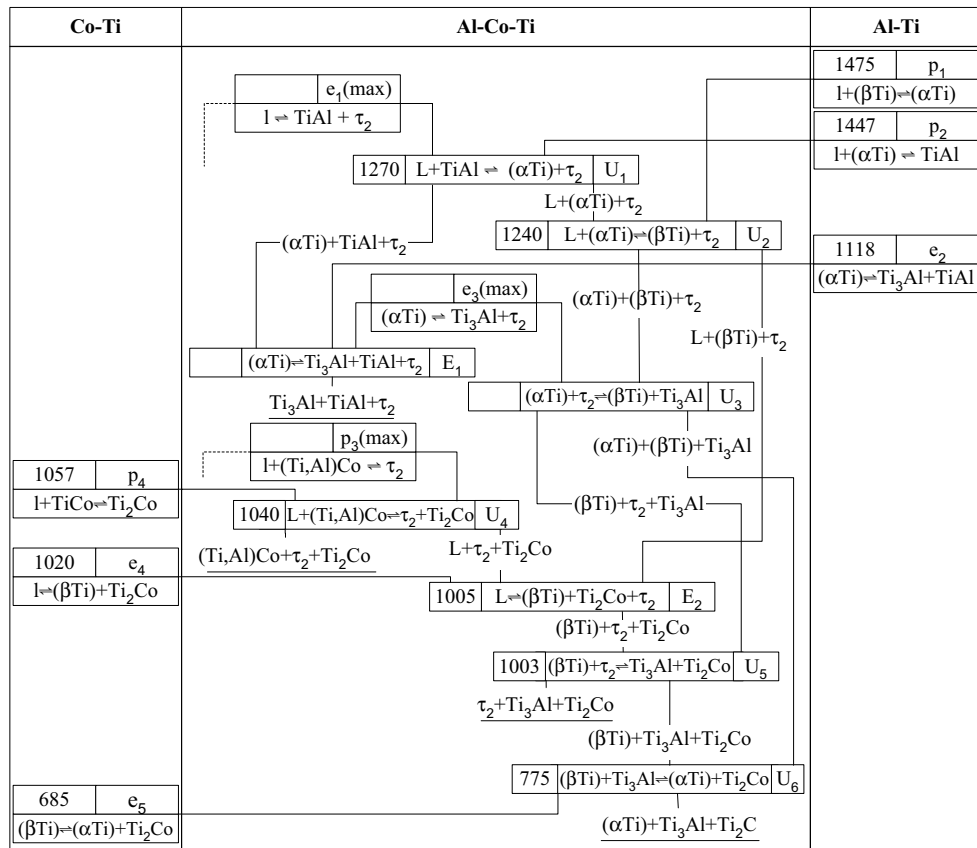 Co-Ti
Al-Co-Ti
Al-Ti
1475 p₁
l+(βTi)⇌(αTi)
e₁(max)
l ⇌ TiAl + τ₂
1447 p₂
l+(αTi) ⇌ TiAl
1270 L+TiAl ⇌ (αTi)+τ₂ U₁
L+(αTi)+τ₂
1240 L+(αTi)⇌(βTi)+τ₂ U₂
(αTi)+TiAl+τ₂
1118 e₂
(αTi)⇌Ti₃Al+TiAl
e₃(max)
(αTi) ⇌ Ti₃Al+τ₂
(αTi)+(βTi)+τ₂
L+(βTi)+τ₂
(αTi)⇌Ti₃Al+TiAl+τ₂ E₁
Ti₃Al+TiAl+τ₂
(αTi)+τ₂⇌(βTi)+Ti₃Al U₃
p₃(max)
l+(Ti,Al)Co ⇌ τ₂
(αTi)+(βTi)+Ti₃Al
1057 p₄
l+TiCo⇌Ti₂Co
(βTi)+τ₂+Ti₃Al
1040 L+(Ti,Al)Co⇌τ₂+Ti₂Co U₄
(Ti,Al)Co+τ₂+Ti₂Co
L+τ₂+Ti₂Co
1020 e₄
l⇌(βTi)+Ti₂Co
1005 L⇌(βTi)+Ti₂Co+τ₂ E₂
(βTi)+τ₂+Ti₂Co
1003 (βTi)+τ₂⇌Ti₃Al+Ti₂Co U₅
τ₂+Ti₃Al+Ti₂Co
(βTi)+Ti₃Al+Ti₂Co
775 (βTi)+Ti₃Al⇌(αTi)+Ti₂Co U₆
685 e₅
(βTi)⇌(αTi)+Ti₂Co
(αTi)+Ti₃Al+Ti₂C